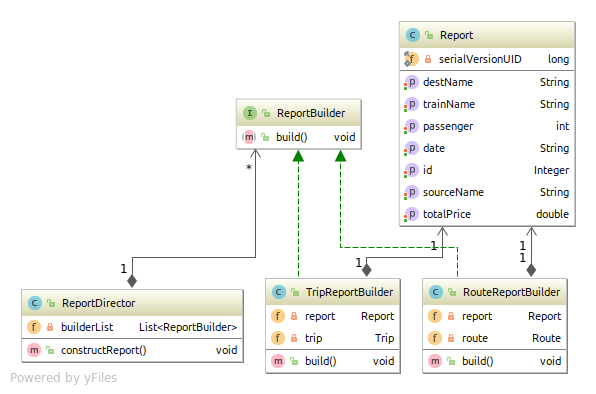 Report
serialVersionUID long
destName String
trainName String
passenger int
date String
id Integer
sourceName String
totalPrice double
ReportBuilder
build() void
*
1
1
1
1
1
ReportDirector
builderList List<ReportBuilder>
constructReport() void
TripReportBuilder
report Report
trip Trip
build() void
RouteReportBuilder
report Report
route Route
build() void
Powered by yFiles